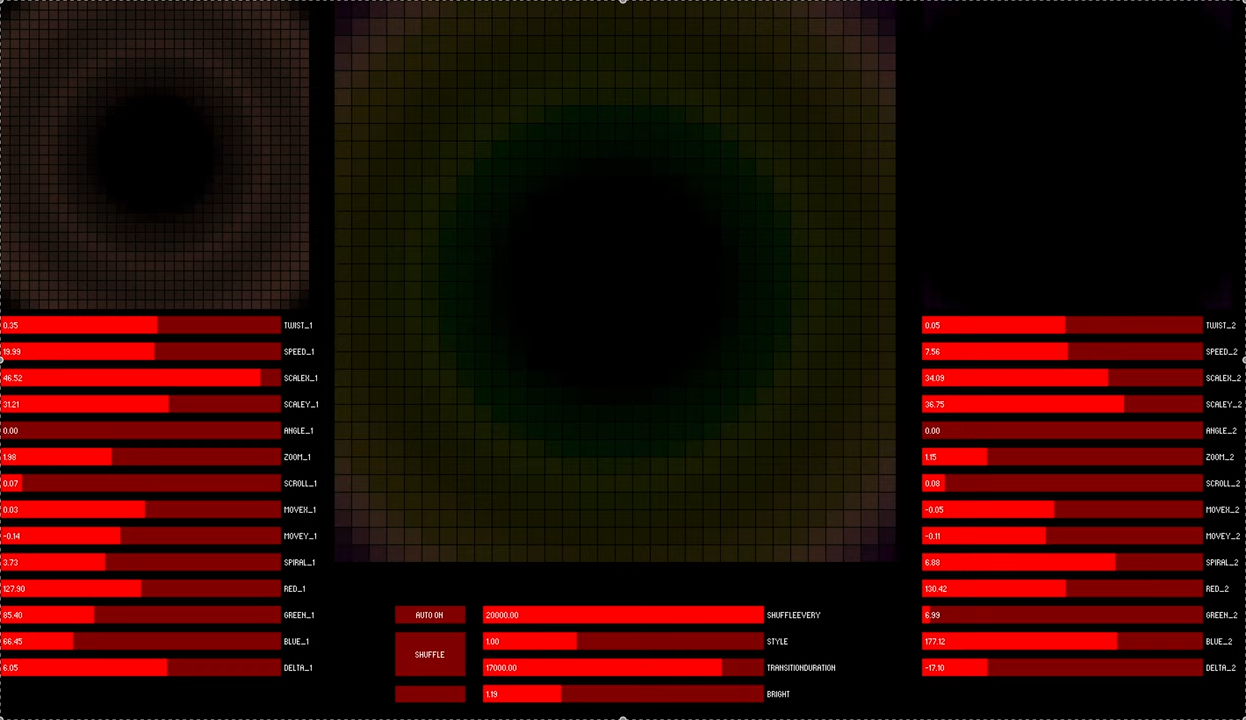 0.35 TWIST_1
19.99 SPEED_1
46.52 SCALEX_1
31.21 SCALEY_1
0.00 ANGLE_1
1.98 ZOOM_1
0.07 SCROLL_1
0.03 MOVEX_1
-0.14 MOVEY_1
3.73 SPIRAL_1
127.90 RED_1
85.40 GREEN_1
66.45 BLUE_1
6.05 DELTA_1
AUTO ON
SHUFFLE
20000.00 SHUFFLEEVERY
1.00 STYLE
17000.00 TRANSITIONDURATION
1.19 BRIGHT
0.05 TWIST_2
7.56 SPEED_2
34.09 SCALEX_2
36.75 SCALEY_2
0.00 ANGLE_2
1.15 ZOOM_2
0.08 SCROLL_2
-0.05 MOVEX_2
-0.11 MOVEY_2
6.88 SPIRAL_2
130.42 RED_2
6.99 GREEN_2
177.12 BLUE_2
-17.10 DELTA_2